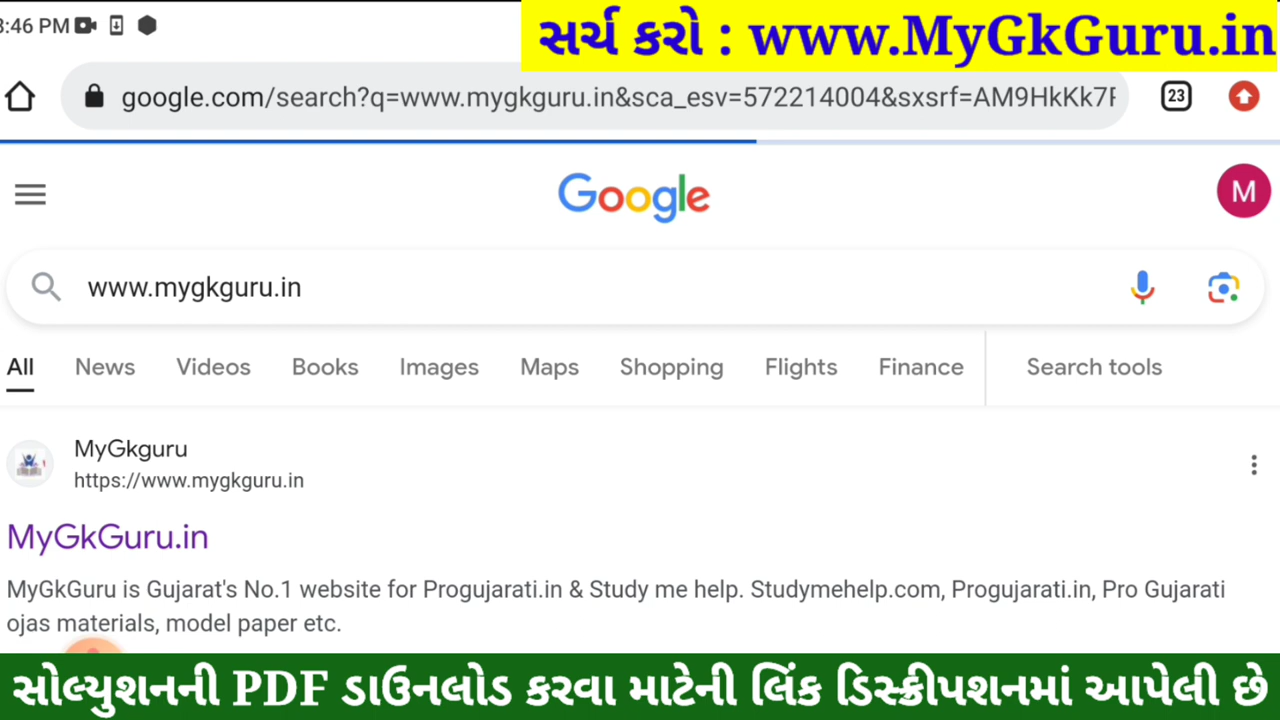 3:46 PM
સર્ચ કરો : www.MyGkGuru.in
google.com/search?q=www.mygkguru.in&sca_esv=572214004&sxsrf=AM9HkKk7F
23
Google
M
www.mygkguru.in
All News Videos Books Images Maps Shopping Flights Finance Search tools
MyGkguru
https://www.mygkguru.in
MyGkGuru.in
MyGkGuru is Gujarat's No.1 website for Progujarati.in & Study me help. Studymehelp.com, Progujarati.in, Pro Gujarati
ojas materials, model paper etc.
સોલ્યુશનની PDF ડાઉનલોડ કરવા માટેની લિંક ડિસ્ક્રીપશનમાં આપેલી છે